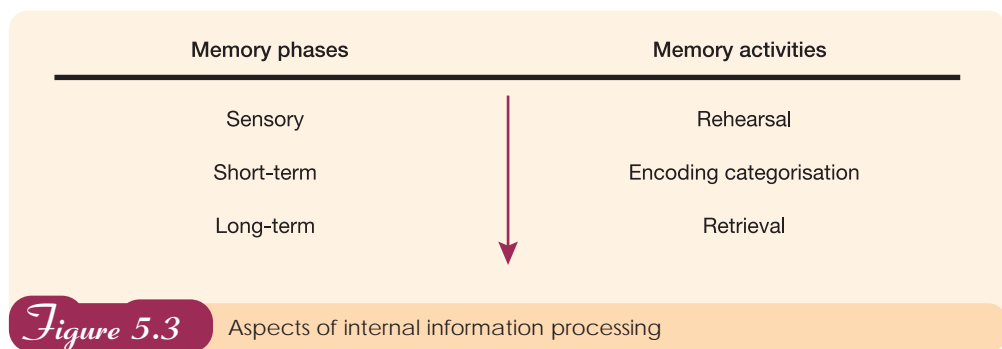 Memory phases Memory activities
Sensory Rehearsal
Short-term Encoding categorisation
Long-term Retrieval
Figure 5.3 Aspects of internal information processing